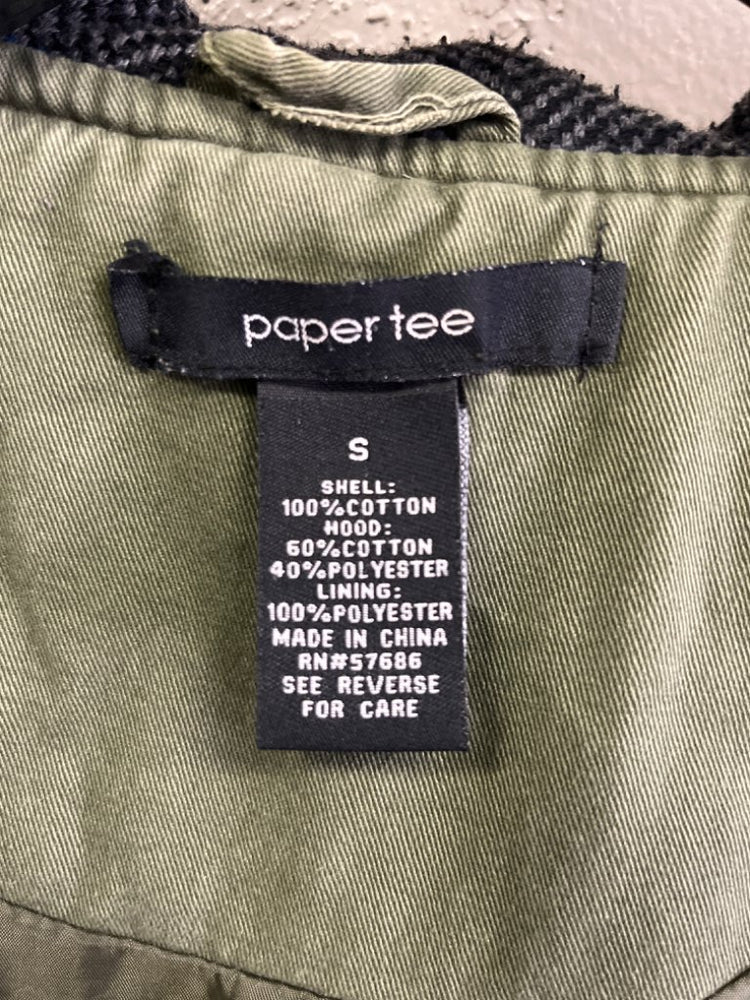 paper tee
S
SHELL:
100%COTTON
HOOD:
60%COTTON
40%POLYESTER
LINING:
100%POLYESTER
MADE IN CHINA
RN#57686
SEE REVERSE
FOR CARE